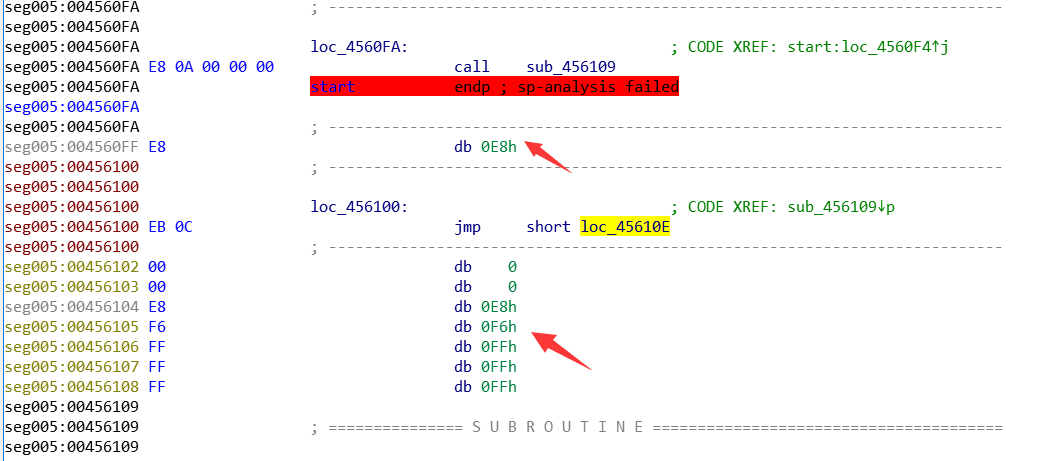 seg005:004560FA ; ---------------------------------------------------------------------------
seg005:004560FA
seg005:004560FA loc_4560FA: ; CODE XREF: start:loc_4560F4↑j
seg005:004560FA E8 0A 00 00 00 call sub_456109
seg005:004560FA start endp ; sp-analysis failed
seg005:004560FA
seg005:004560FA ; ---------------------------------------------------------------------------
seg005:004560FF E8 db 0E8h
seg005:00456100 ; ---------------------------------------------------------------------------
seg005:00456100
seg005:00456100 loc_456100: ; CODE XREF: sub_456109↓p
seg005:00456100 EB 0C jmp short loc_45610E
seg005:00456100 ; ---------------------------------------------------------------------------
seg005:00456102 00 db 0
seg005:00456103 00 db 0
seg005:00456104 E8 db 0E8h
seg005:00456105 F6 db 0F6h
seg005:00456106 FF db 0FFh
seg005:00456107 FF db 0FFh
seg005:00456108 FF db 0FFh
seg005:00456109
seg005:00456109 ; =============== S U B R O U T I N E =======================================
seg005:00456109